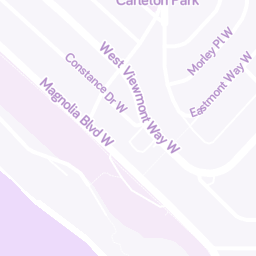 Carleton Park
West Viewmont Way W
Morley Pl W
Constance Dr W
Eastmont Way W
Magnolia Blvd W